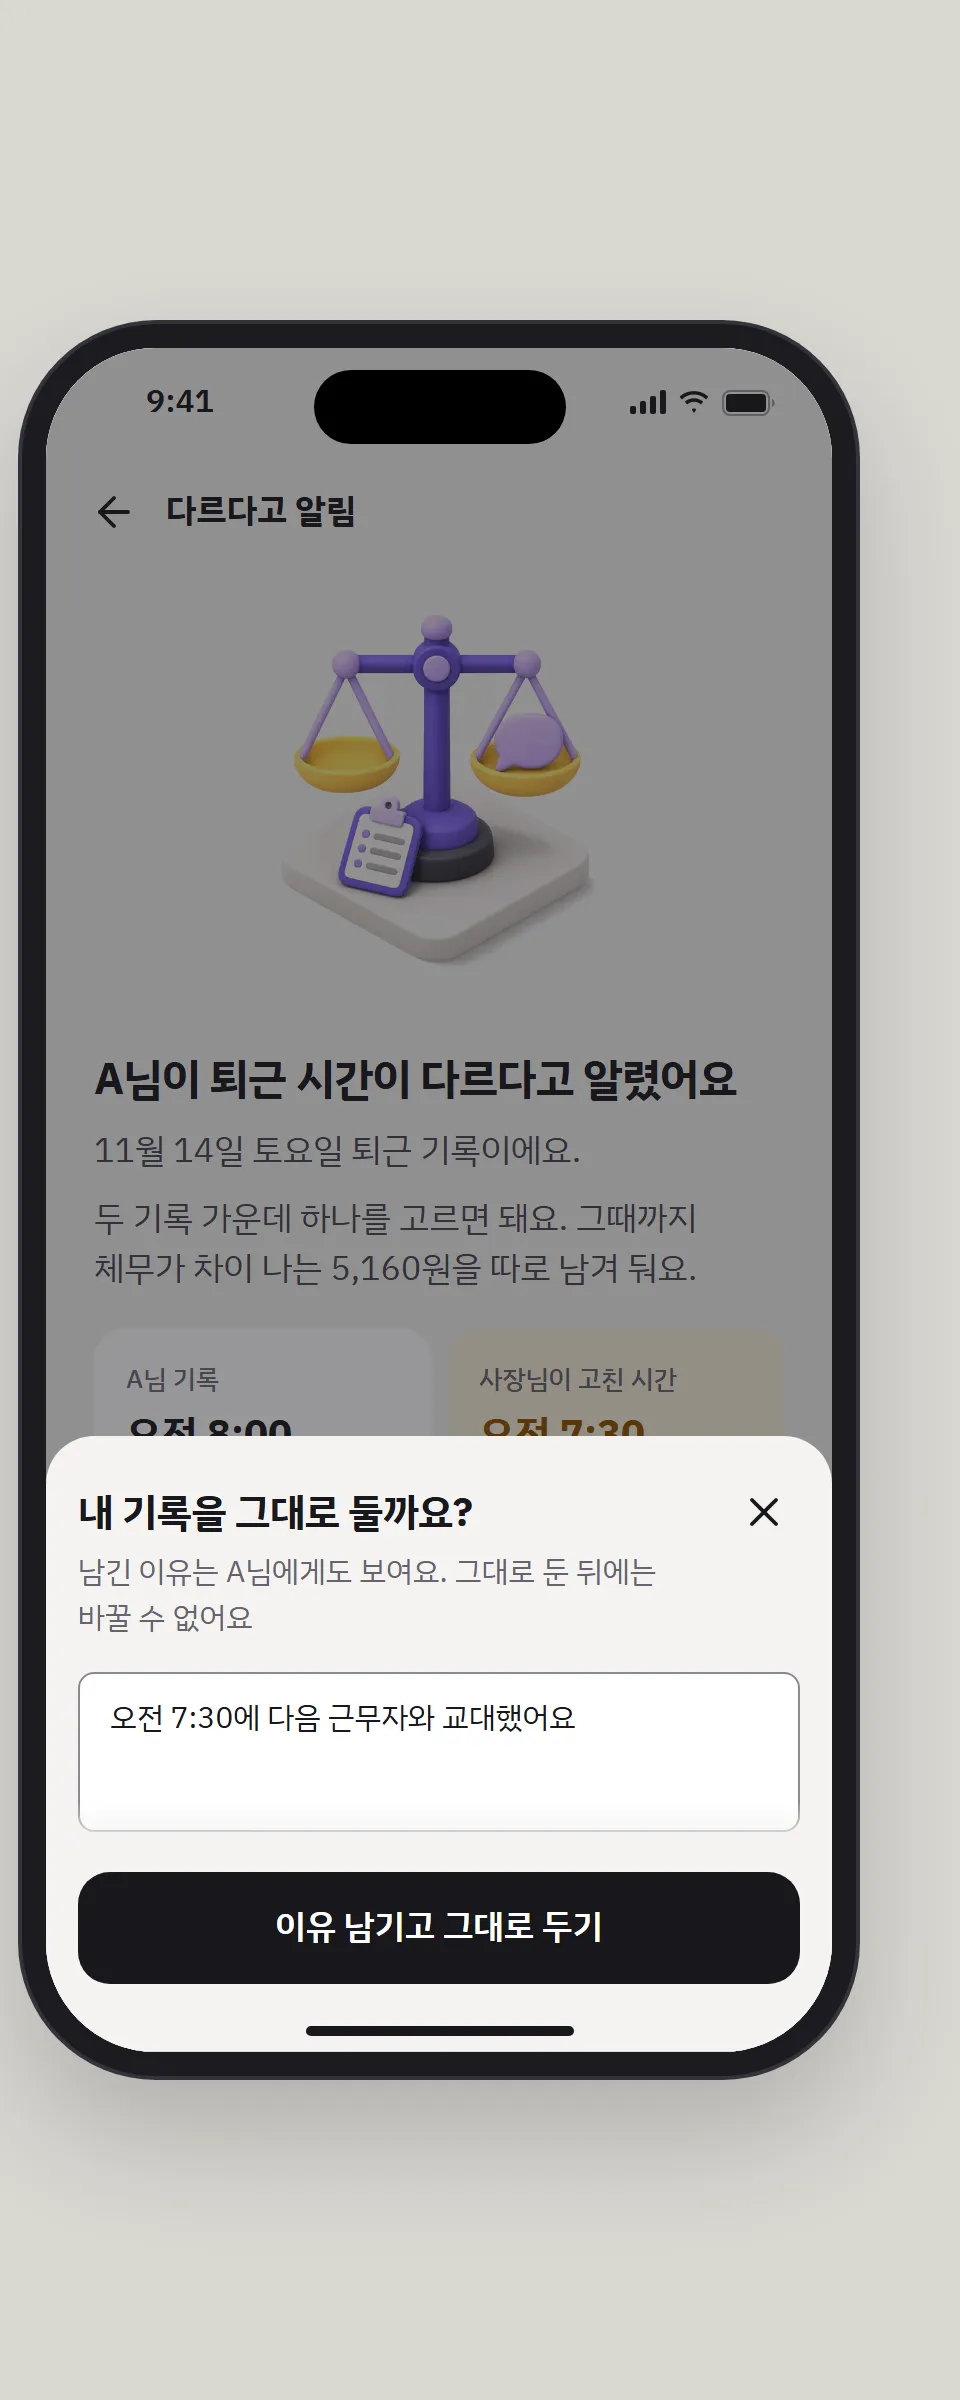 9:41
다르다고 알림
A님이 퇴근 시간이 다르다고 알렸어요
11월 14일 토요일 퇴근 기록이에요.
두 기록 가운데 하나를 고르면 돼요. 그때까지
체무가 차이 나는 5,160원을 따로 남겨 둬요.
A님 기록
사장님이 고친 시간
오전 8:00
오전 7:30
내 기록을 그대로 둘까요?
남긴 이유는 A님에게도 보여요. 그대로 둔 뒤에는
바꿀 수 없어요
오전 7:30에 다음 근무자와 교대했어요
이유 남기고 그대로 두기